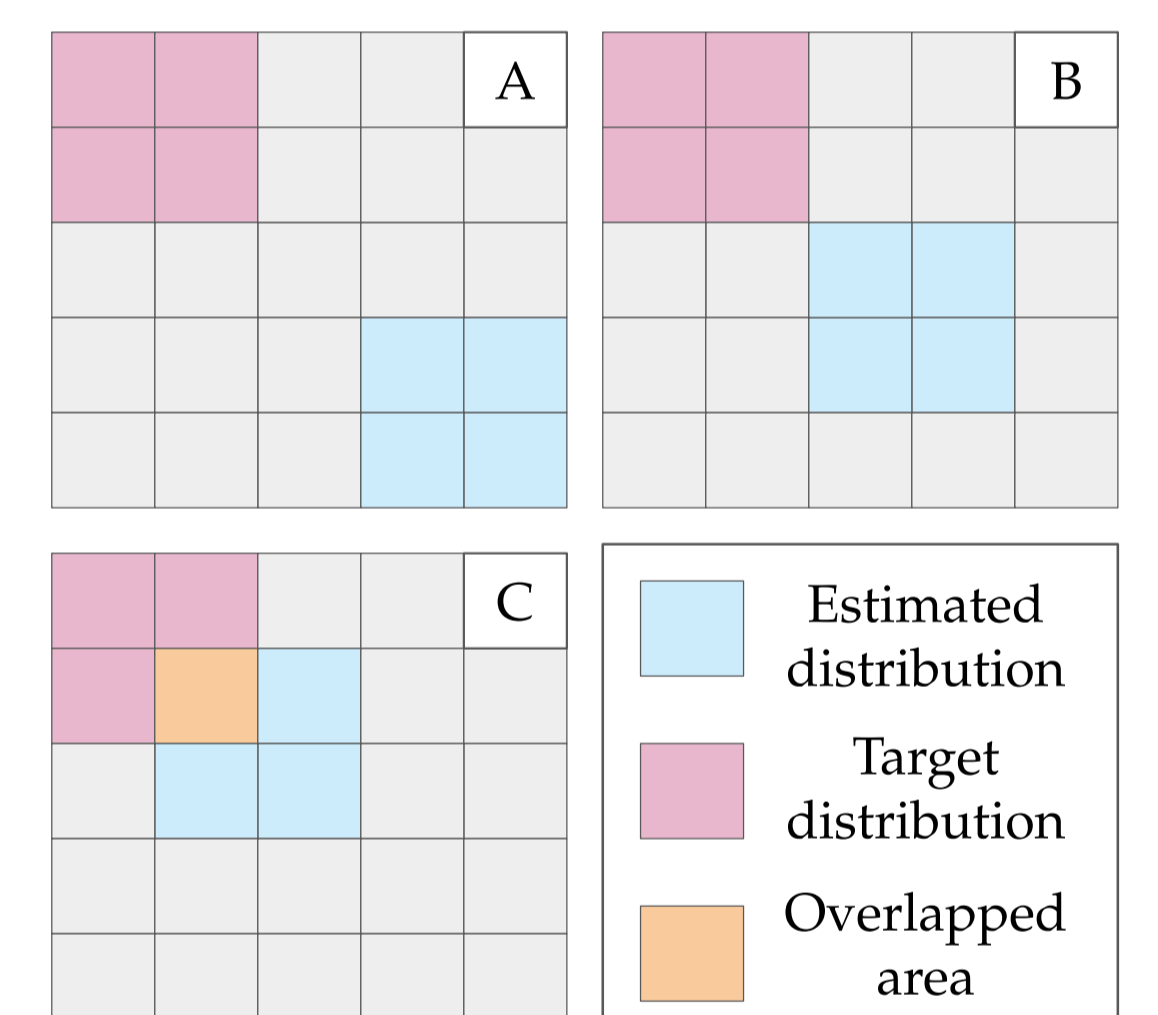 A
B
C
Estimated
distribution
Target
distribution
Overlapped
area